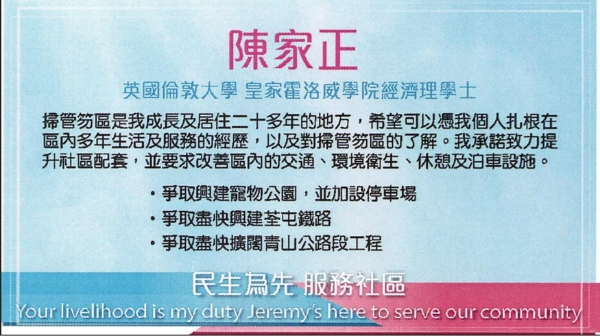 陳家正
英國倫敦大學 皇家霍洛威學院經濟理學士
掃管笏區是我成長及居住二十多年的地方，希望可以憑我個人扎根在
區內多年生活及服務的經歷，以及對掃管笏區的了解。我承諾致力提
升社區配套，並要求改善區內的交通、環境衛生、休憩及泊車設施。
・爭取興建寵物公園，並加設停車場
・爭取盡快興建荃屯鐵路
・爭取盡快擴闊青山公路段工程
民生為先 服務社區
Your livelihood is my duty Jeremy's here to serve our community